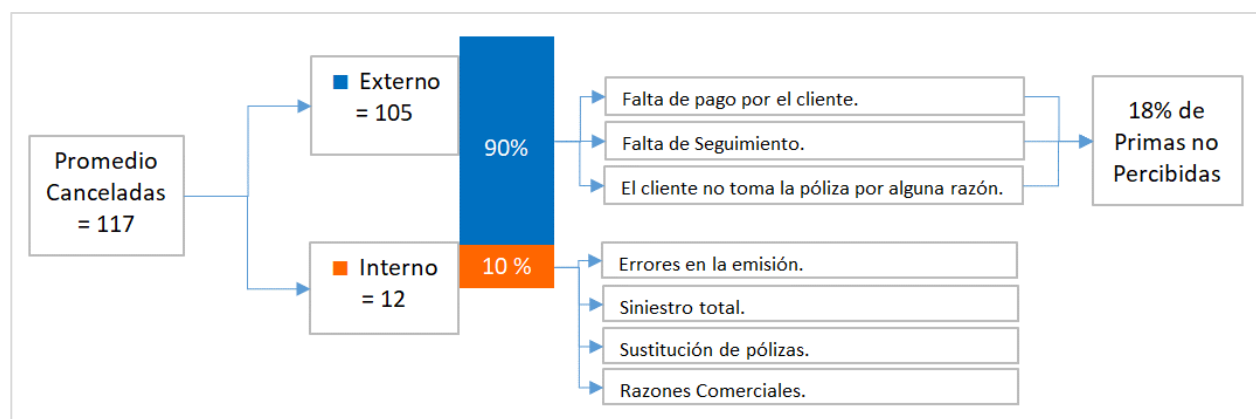 Promedio
Canceladas
= 117
■ Externo
= 105
■ Interno
= 12
90%
10 %
Falta de pago por el cliente.
Falta de Seguimiento.
El cliente no toma la póliza por alguna razón.
Errores en la emisión.
Siniestro total.
Sustitución de pólizas.
Razones Comerciales.
18% de
Primas no
Percibidas